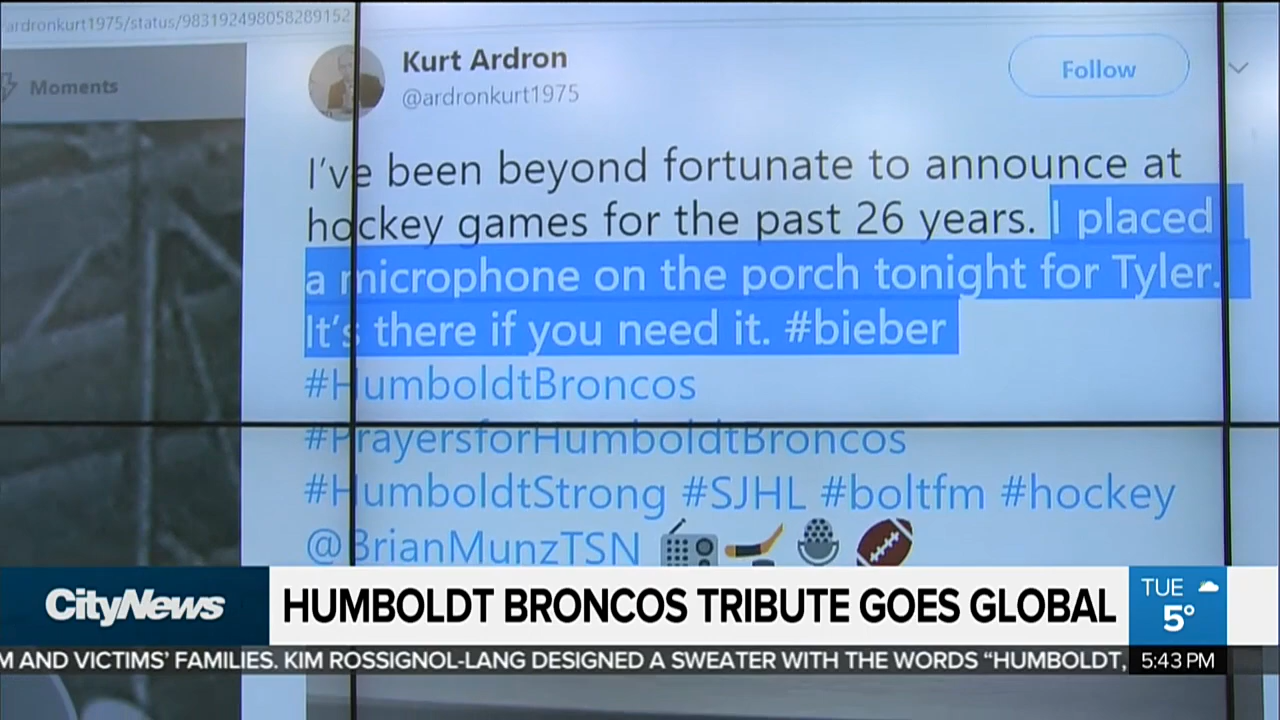 ardronkurt1975/status/983192498058289152
Moments
Kurt Ardron
@ardronkurt1975
Follow
I've been beyond fortunate to announce at
hockey games for the past 26 years. I placed
a microphone on the porch tonight for Tyler.
It's there if you need it. #bieber
#HumboldtBroncos
#PrayersforHumboldtBroncos
#HumboldtStrong #SJHL #boltfm #hockey
@BrianMunzTSN
CityNews
HUMBOLDT BRONCOS TRIBUTE GOES GLOBAL
TUE
5°
M AND VICTIMS' FAMILIES. KIM ROSSIGNOL-LANG DESIGNED A SWEATER WITH THE WORDS “HUMBOLDT,
5:43 PM